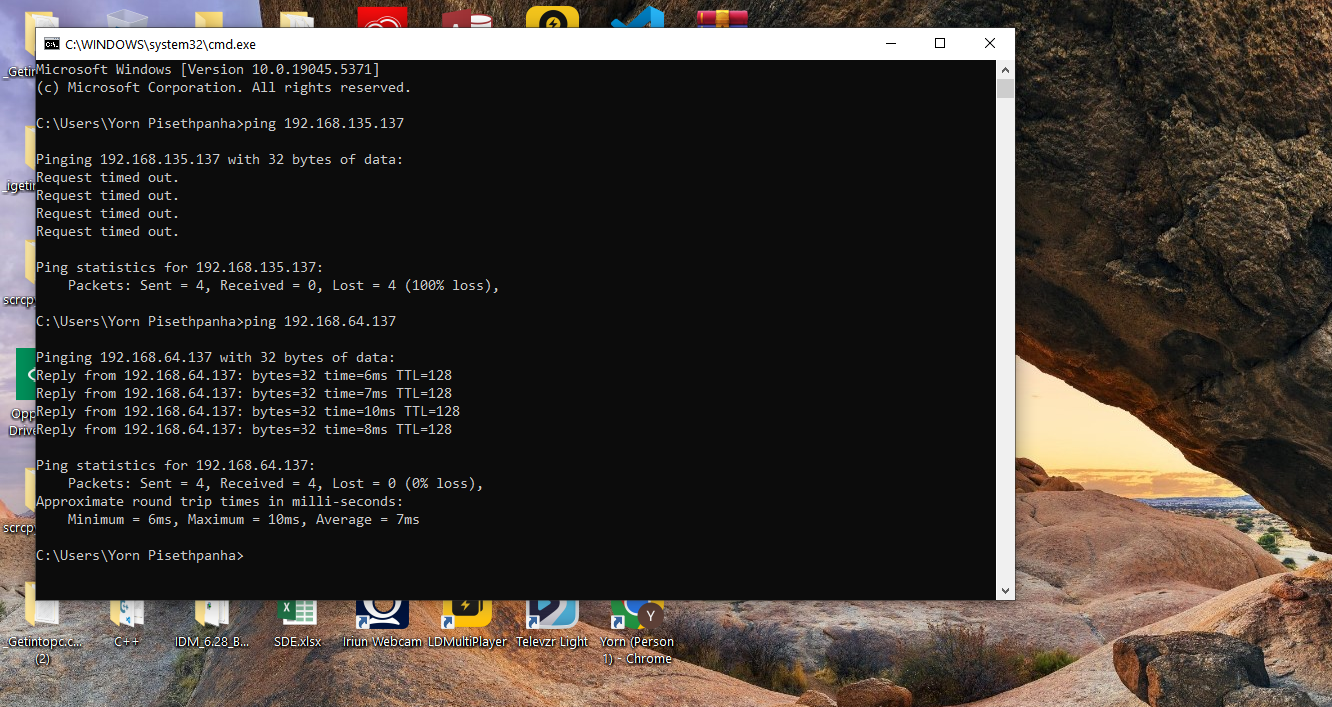 C:\WINDOWS\system32\cmd.exe
_Getin
Microsoft Windows [Version 10.0.19045.5371]
(c) Microsoft Corporation. All rights reserved.
C:\Users\Yorn Pisethpanha>ping 192.168.135.137
Pinging 192.168.135.137 with 32 bytes of data:
Request timed out.
_igetin
Request timed out.
Request timed out.
Request timed out.
Ping statistics for 192.168.135.137:
    Packets: Sent = 4, Received = 0, Lost = 4 (100% loss),
scrcp
C:\Users\Yorn Pisethpanha>ping 192.168.64.137
Pinging 192.168.64.137 with 32 bytes of data:
Reply from 192.168.64.137: bytes=32 time=6ms TTL=128
Reply from 192.168.64.137: bytes=32 time=7ms TTL=128
Reply from 192.168.64.137: bytes=32 time=10ms TTL=128
Reply from 192.168.64.137: bytes=32 time=8ms TTL=128
Opp
Drive
Ping statistics for 192.168.64.137:
    Packets: Sent = 4, Received = 4, Lost = 0 (0% loss),
Approximate round trip times in milli-seconds:
    Minimum = 6ms, Maximum = 10ms, Average = 7ms
scrcp
C:\Users\Yorn Pisethpanha>
Y
_Getintopc.c...
(2)
C++
IDM_6.28_B...
SDE.xlsx
Iriun Webcam
LDMultiPlayer
Televzr Light
Yorn (Person
1) - Chrome